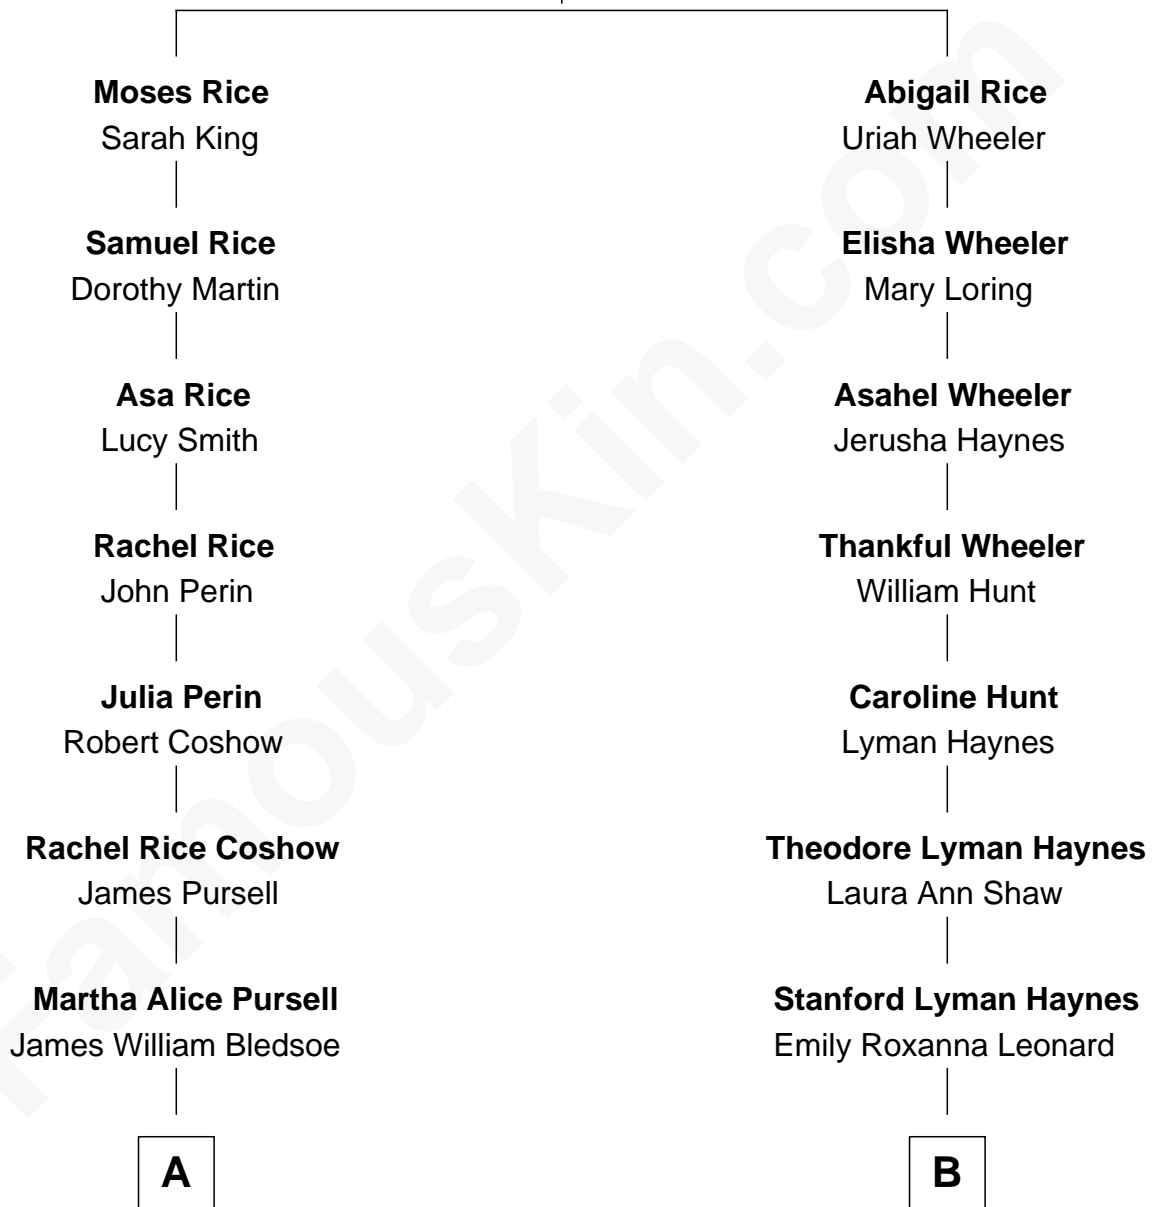 Moses Rice
Sarah King
Abigail Rice
Uriah Wheeler
Samuel Rice
Dorothy Martin
Elisha Wheeler
Mary Loring
Asa Rice
Lucy Smith
Asahel Wheeler
Jerusha Haynes
Rachel Rice
John Perin
Thankful Wheeler
William Hunt
Julia Perin
Robert Coshow
Caroline Hunt
Lyman Haynes
Rachel Rice Coshow
James Pursell
Theodore Lyman Haynes
Laura Ann Shaw
Martha Alice Pursell
James William Bledsoe
Stanford Lyman Haynes
Emily Roxanna Leonard
A
B
FamousKin.com